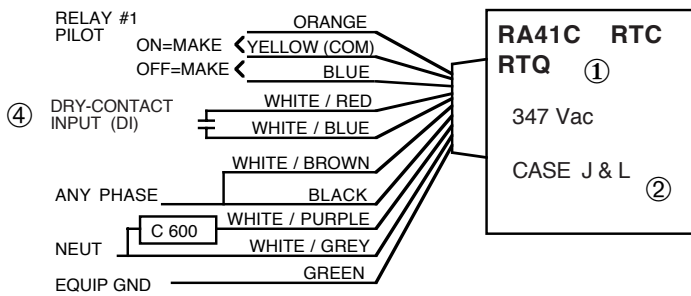 RELAY #1 ORANGE
PILOT
ON=MAKE YELLOW (COM)
OFF=MAKE BLUE
④ DRY-CONTACT WHITE / RED
INPUT (DI) WHITE / BLUE
WHITE / BROWN
ANY PHASE BLACK
C 600 WHITE / PURPLE
NEUT WHITE / GREY
EQUIP GND GREEN
RA41C RTC
RTQ ①
347 Vac
CASE J & L ②